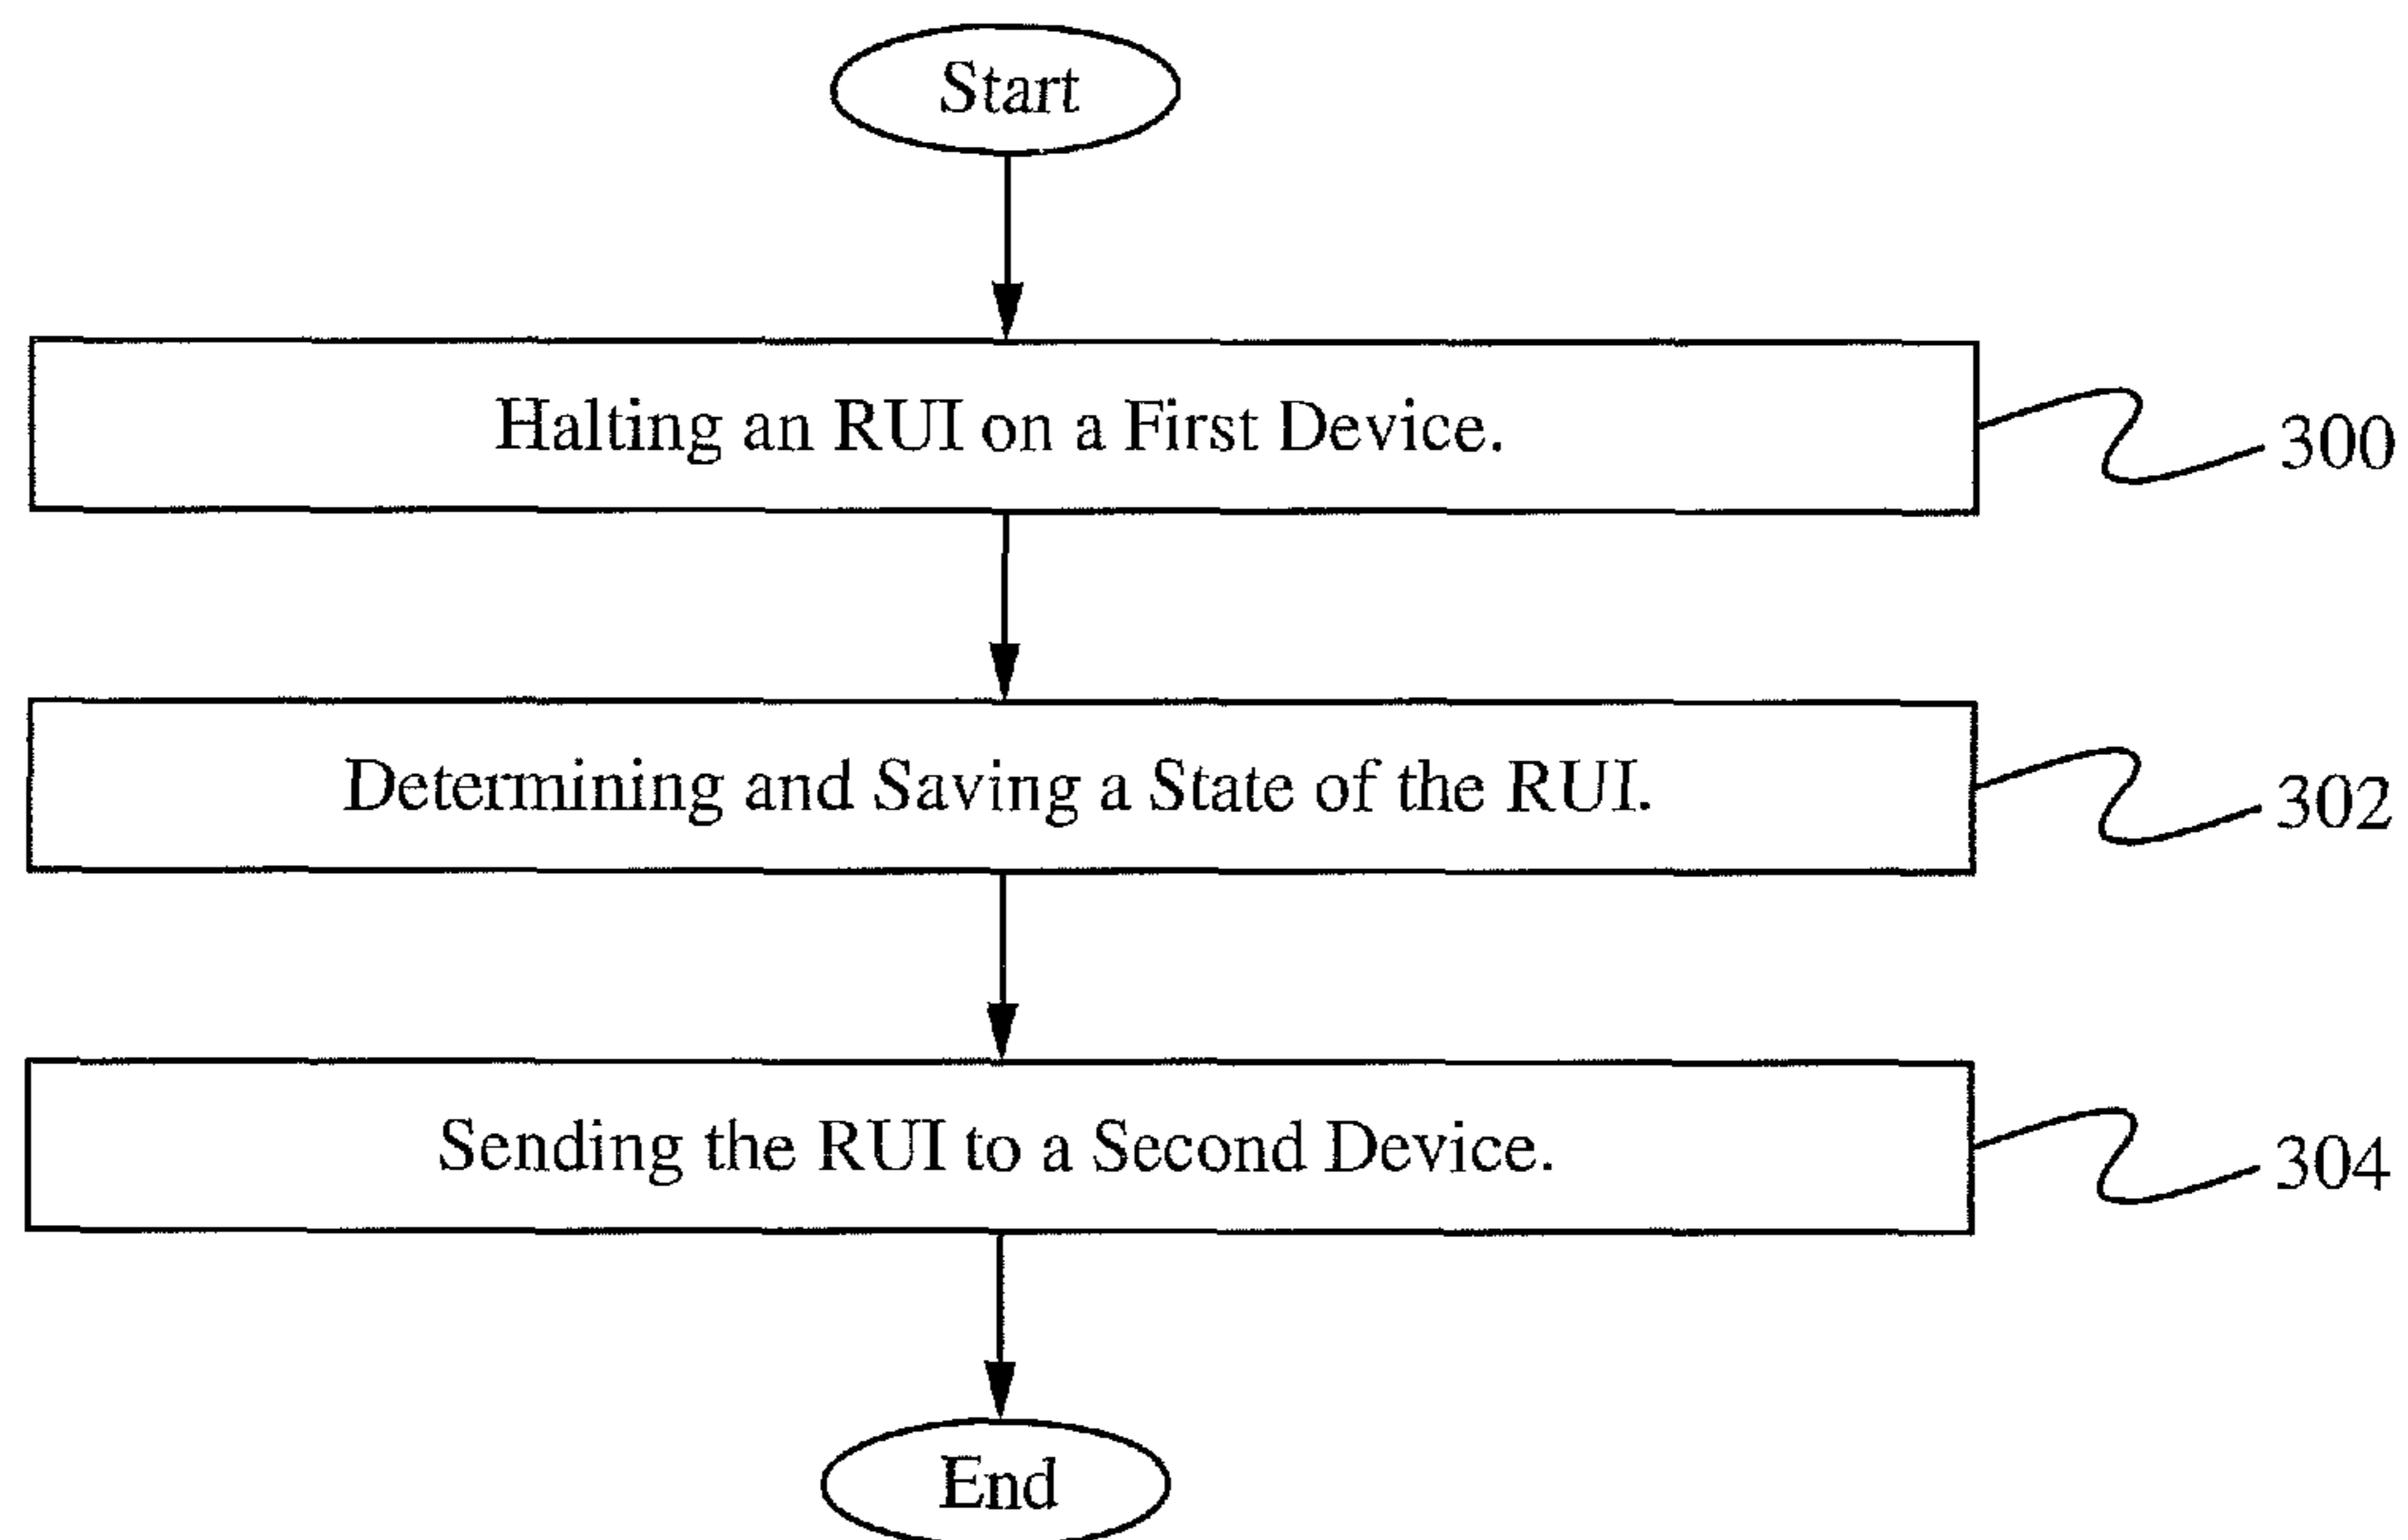 Start
Halting an RUI on a First Device.
300
Determining and Saving a State of the RUI.
302
Sending the RUI to a Second Device.
304
End